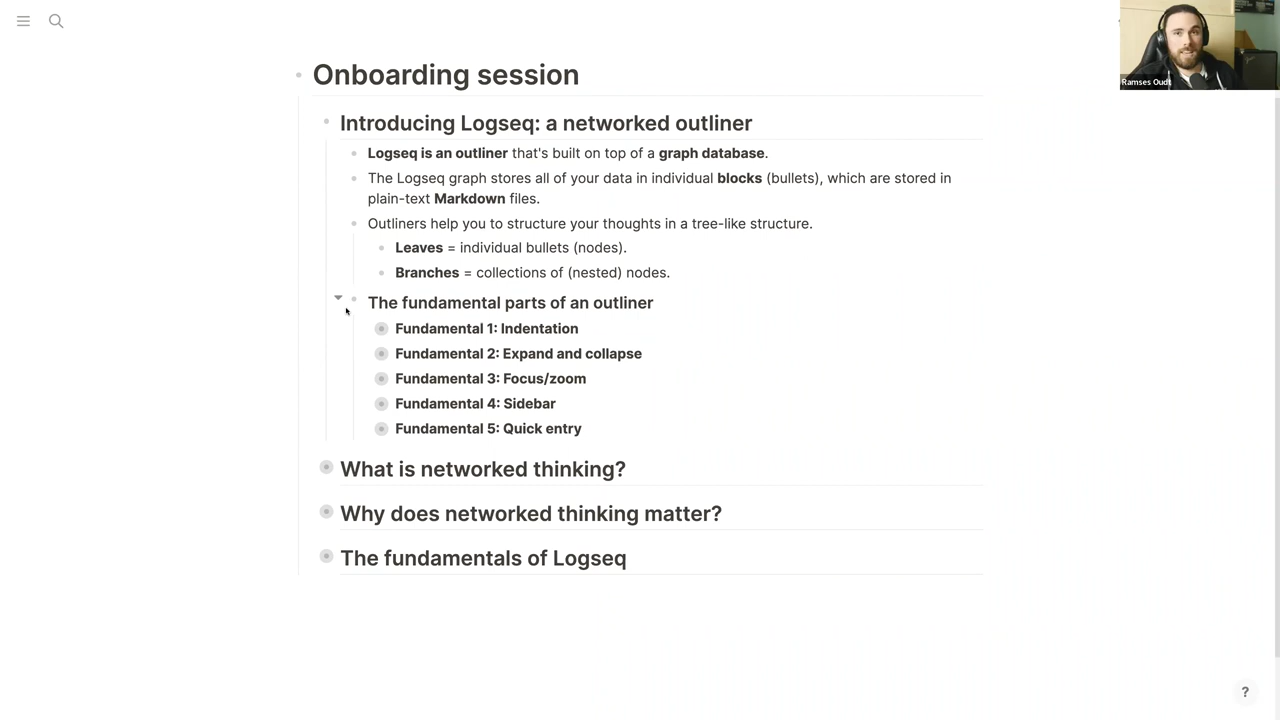 Onboarding session
Introducing Logseq: a networked outliner
Logseq is an outliner that's built on top of a graph database.
The Logseq graph stores all of your data in individual blocks (bullets), which are stored in
plain-text Markdown files.
Outliners help you to structure your thoughts in a tree-like structure.
Leaves = individual bullets (nodes).
Branches = collections of (nested) nodes.
The fundamental parts of an outliner
Fundamental 1: Indentation
Fundamental 2: Expand and collapse
Fundamental 3: Focus/zoom
Fundamental 4: Sidebar
Fundamental 5: Quick entry
What is networked thinking?
Why does networked thinking matter?
The fundamentals of Logseq
Ramses Oudt
?